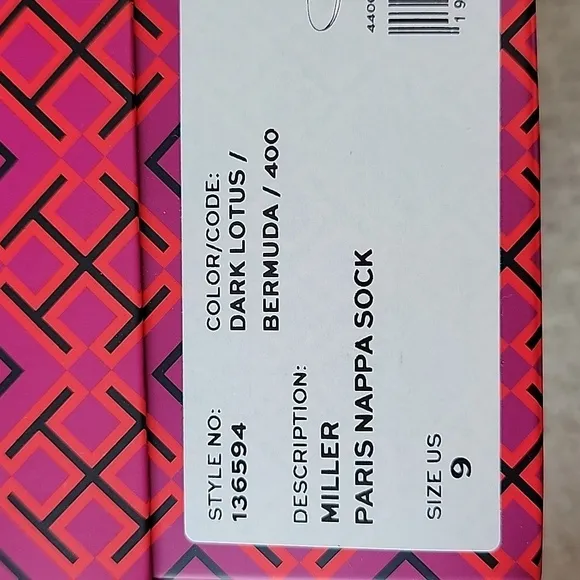 STYLE NO:
136594
COLOR/CODE:
DARK LOTUS /
BERMUDA / 400
DESCRIPTION:
MILLER
PARIS NAPPA SOCK
SIZE US
9